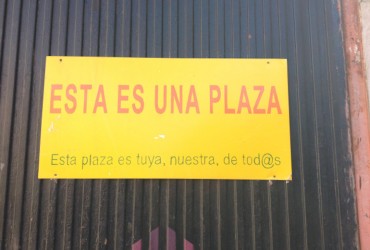 ESTA ES UNA PLAZA
Esta plaza es tuya, nuestra, de tod@s